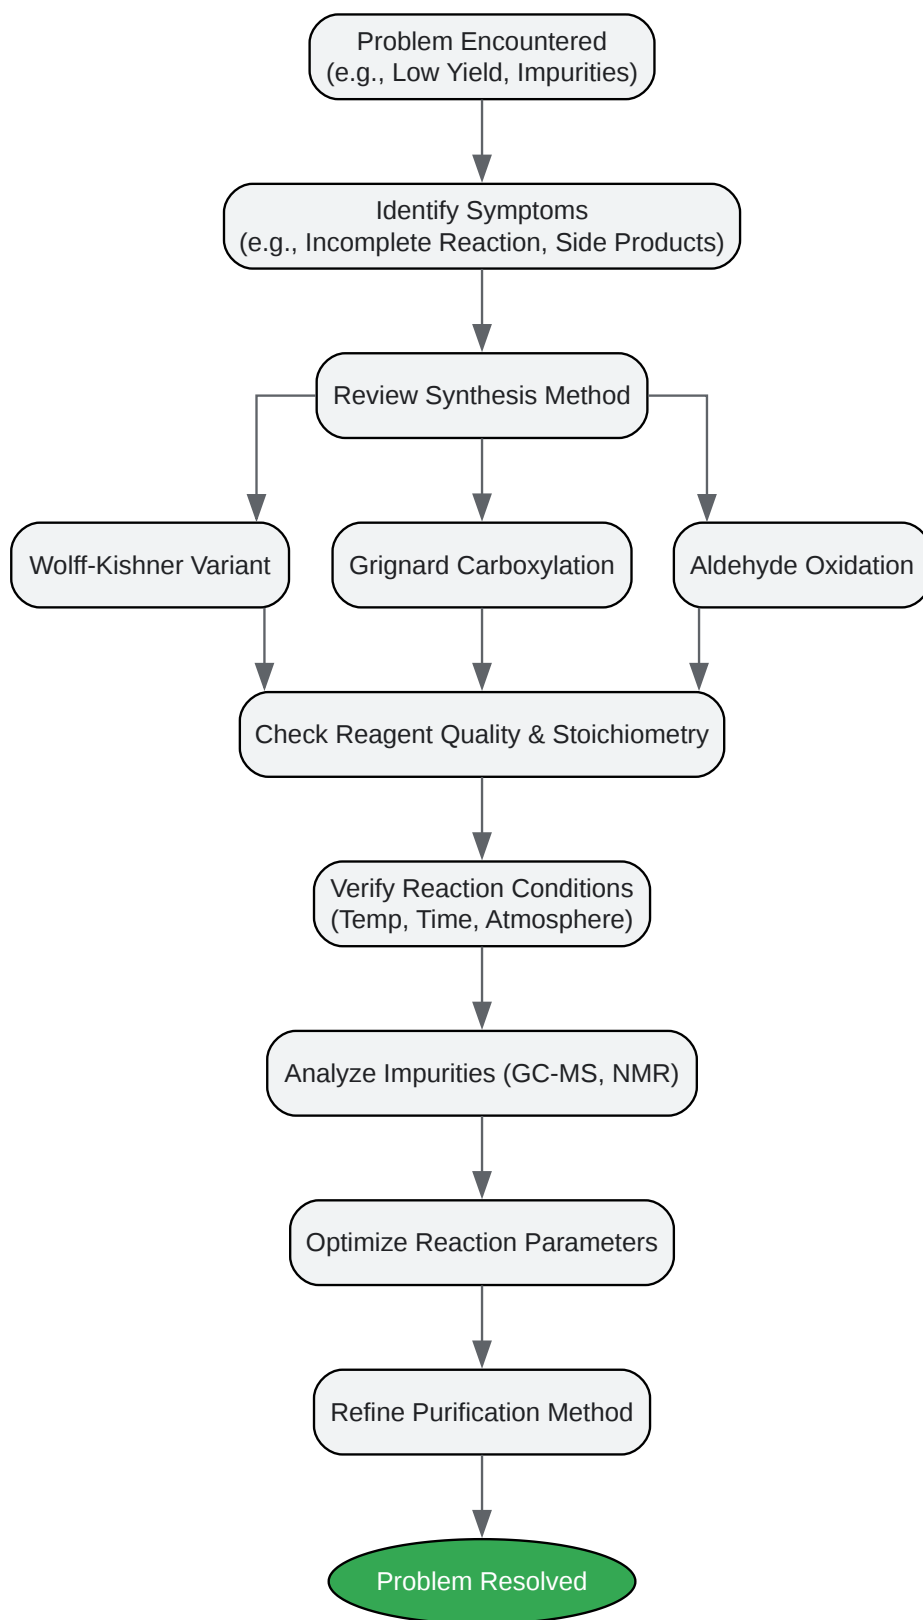 Problem Encountered
(e.g., Low Yield, Impurities)
Identify Symptoms
(e.g., Incomplete Reaction, Side Products)
Review Synthesis Method
Wolff-Kishner Variant
Grignard Carboxylation
Aldehyde Oxidation
Check Reagent Quality & Stoichiometry
Verify Reaction Conditions
(Temp, Time, Atmosphere)
Analyze Impurities (GC-MS, NMR)
Optimize Reaction Parameters
Refine Purification Method
Problem Resolved